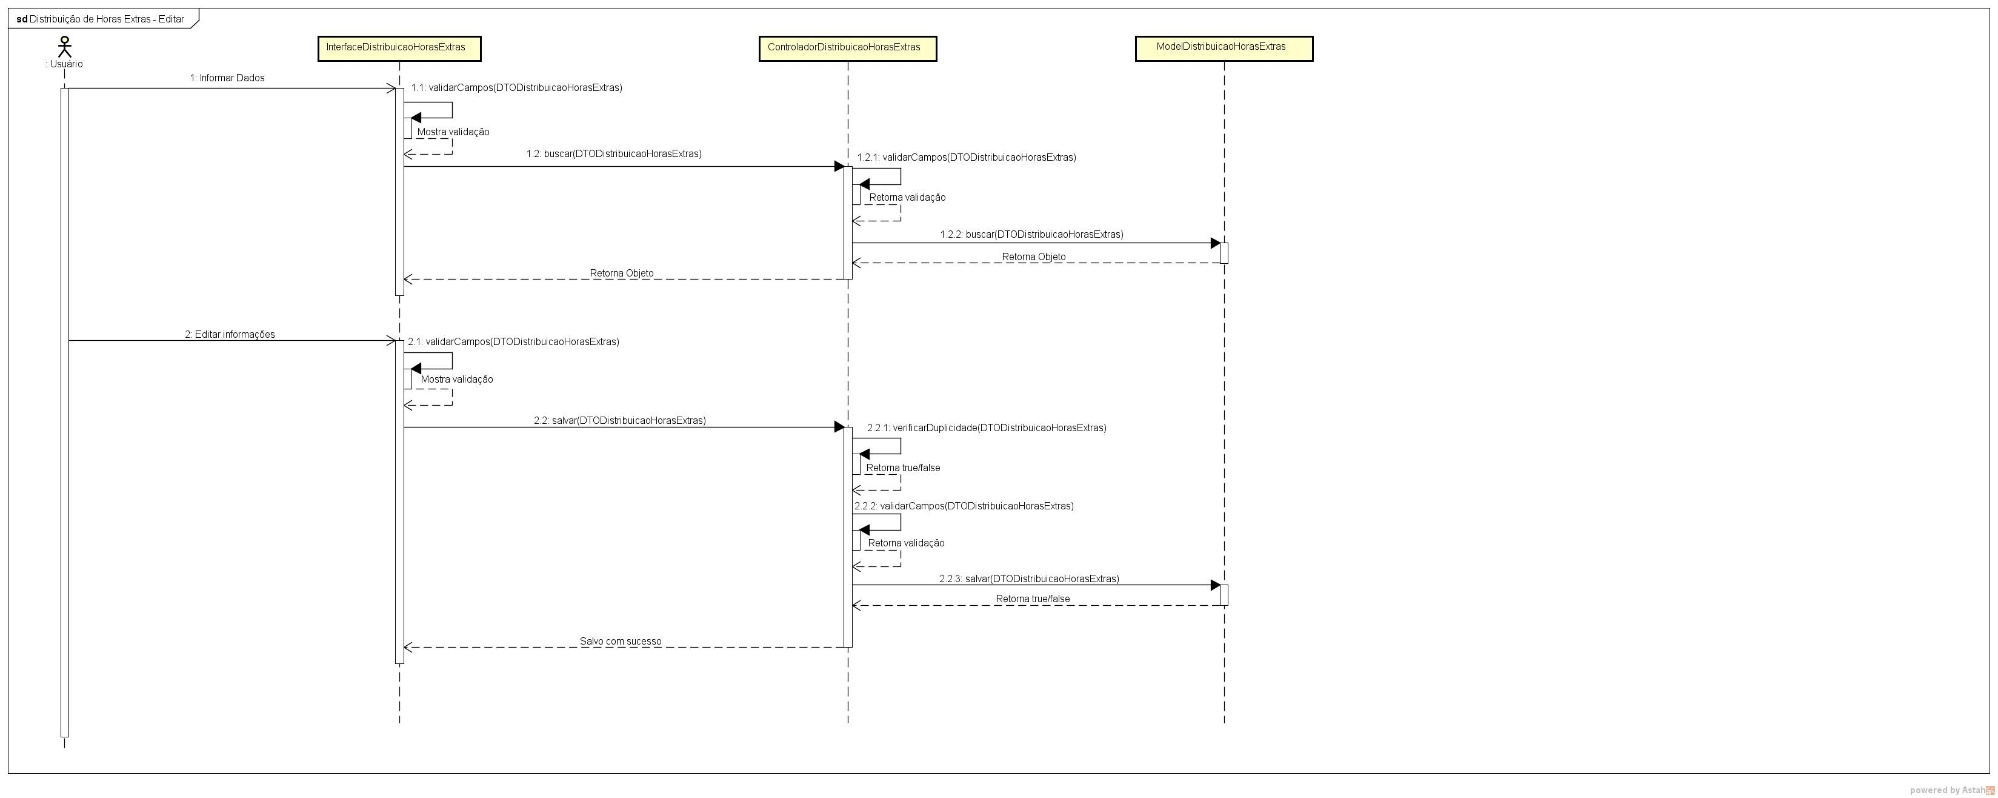 sd Distribuição de Horas Extras - Editar
: Usuário
InterfaceDistribuicaoHorasExtras
ControladorDistribuicaoHorasExtras
ModelDistribuicaoHorasExtras
1: Informar Dados
1.1: validarCampos(DTODistribuicaoHorasExtras)
Mostra validação
1.2: buscar(DTODistribuicaoHorasExtras)
1.2.1: validarCampos(DTODistribuicaoHorasExtras)
Retorna validação
1.2.2: buscar(DTODistribuicaoHorasExtras)
Retorna Objeto
Retorna Objeto
2: Editar informações
2.1: validarCampos(DTODistribuicaoHorasExtras)
Mostra validação
2.2: salvar(DTODistribuicaoHorasExtras)
2.2.1: verificarDuplicidade(DTODistribuicaoHorasExtras)
Retorna true/false
2.2.2: validarCampos(DTODistribuicaoHorasExtras)
Retorna validação
2.2.3: salvar(DTODistribuicaoHorasExtras)
Retorna true/false
Salvo com sucesso
powered by Astah